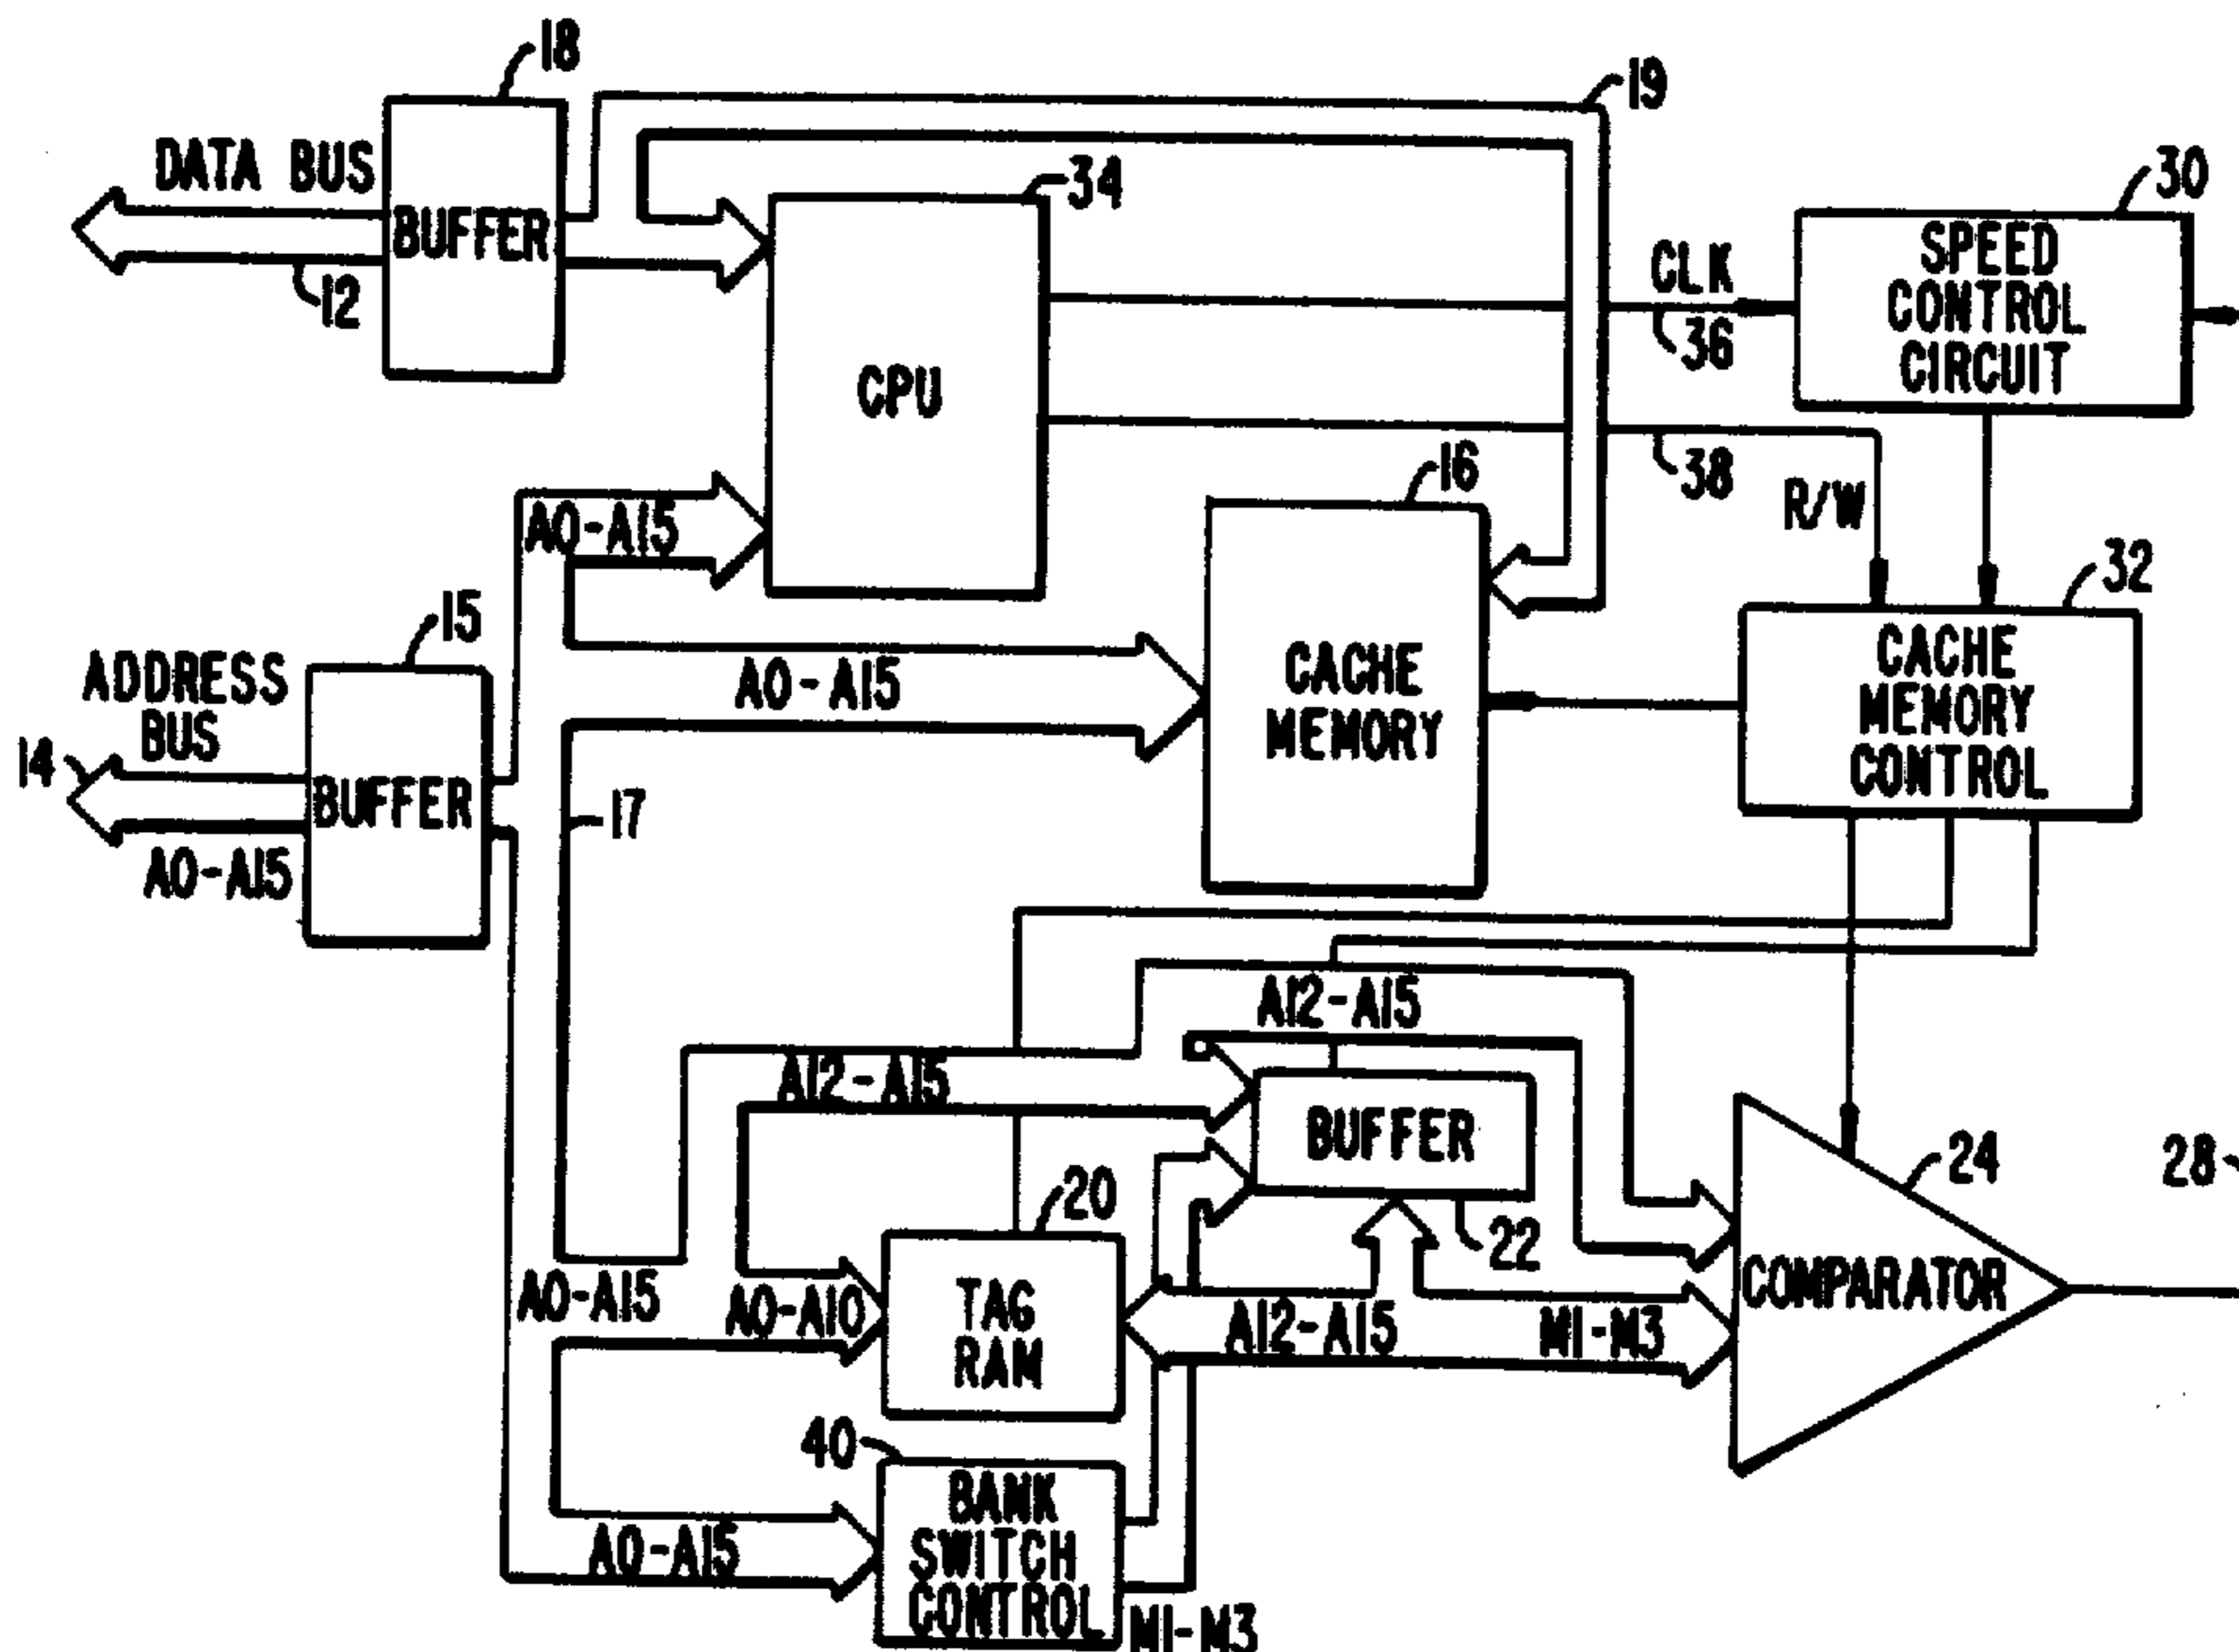 18
19
DATA BUS
BUFFER
12
34
CPU
CLK
36
30
SPEED
CONTROL
CIRCUIT
38
R/W
16
A0-A15
15
ADDRESS
BUS
14
BUFFER
A0-A15
A0-A15
17
CACHE
MEMORY
32
CACHE
MEMORY
CONTROL
A12-A15
A12-A15
BUFFER
22
20
24
28
COMPARATOR
A0-A15
A0-A10
TAG
RAM
A12-A15
M1-M3
40
BANK
SWITCH
CONTROL
A0-A15
M1-M3